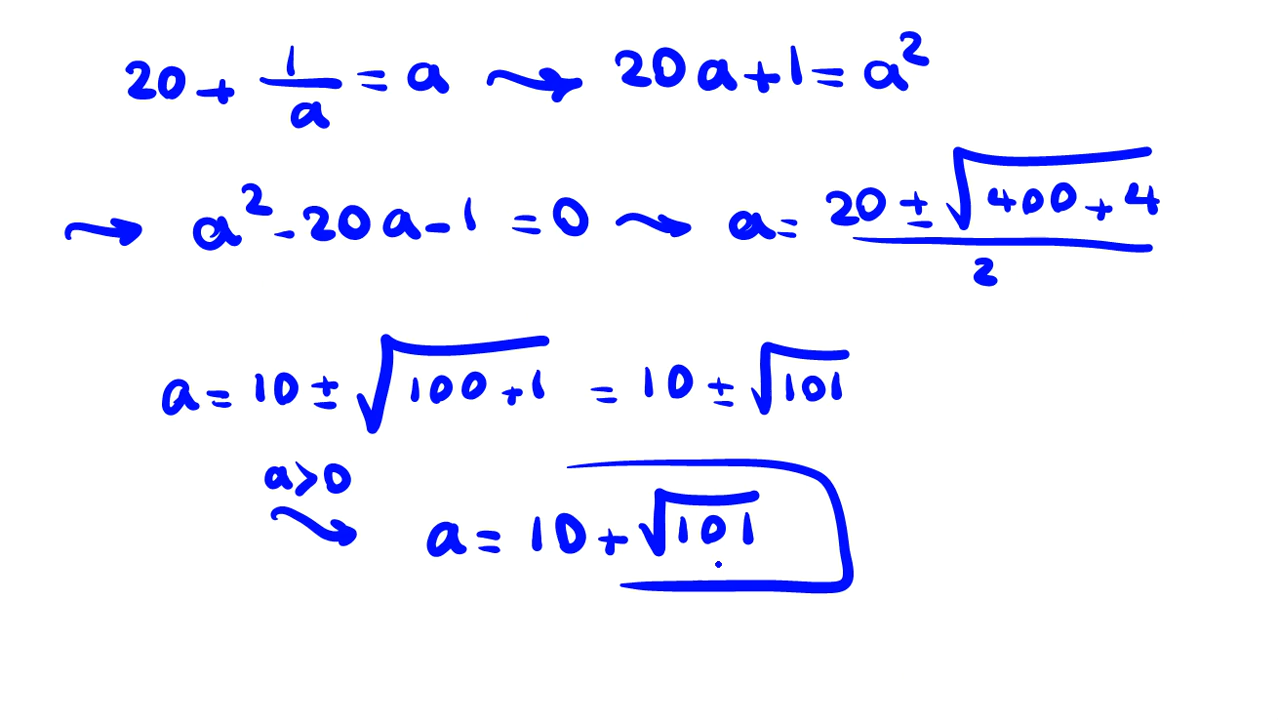 20 + 1/a = a ⇝ 20a + 1 = a²
⇝ a² - 20a - 1 = 0 ⇝ a = (20 ± √(400 + 4))/2
a = 10 ± √(100 + 1) = 10 ± √101
a>0
⇝ a = 10 + √101